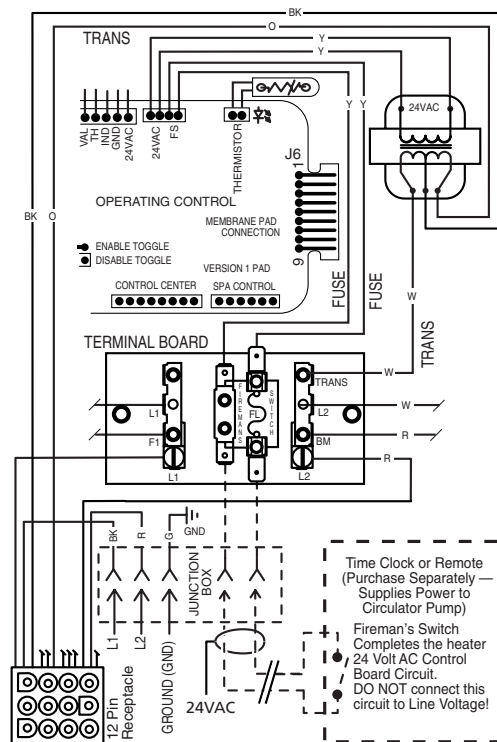 BK
O
TRANS
Y
Y
24VAC
Y Y
VAL
TH
IND
GND
24VAC
24VAC
FS
THERMISTOR
J6
1
OPERATING CONTROL
BK
O
MEMBRANE PAD
CONNECTION
ENABLE TOGGLE
DISABLE TOGGLE
9
VERSION 1 PAD
CONTROL CENTER
SPA CONTROL
FUSE
FUSE
W
TRANS
TERMINAL BOARD
TRANS
W
L1
FIREMANS
FL
SWITCH
L2
W
F1
BM
R
L1
L2
R
BK
R
G
GND
JUNCTION
BOX
L1
L2
GROUND (GND)
24VAC
12 Pin
Receptacle
Time Clock or Remote
(Purchase Separately —
Supplies Power to
Circulator Pump)
Fireman's Switch
Completes the heater
24 Volt AC Control
Board Circuit.
DO NOT connect this
circuit to Line Voltage!